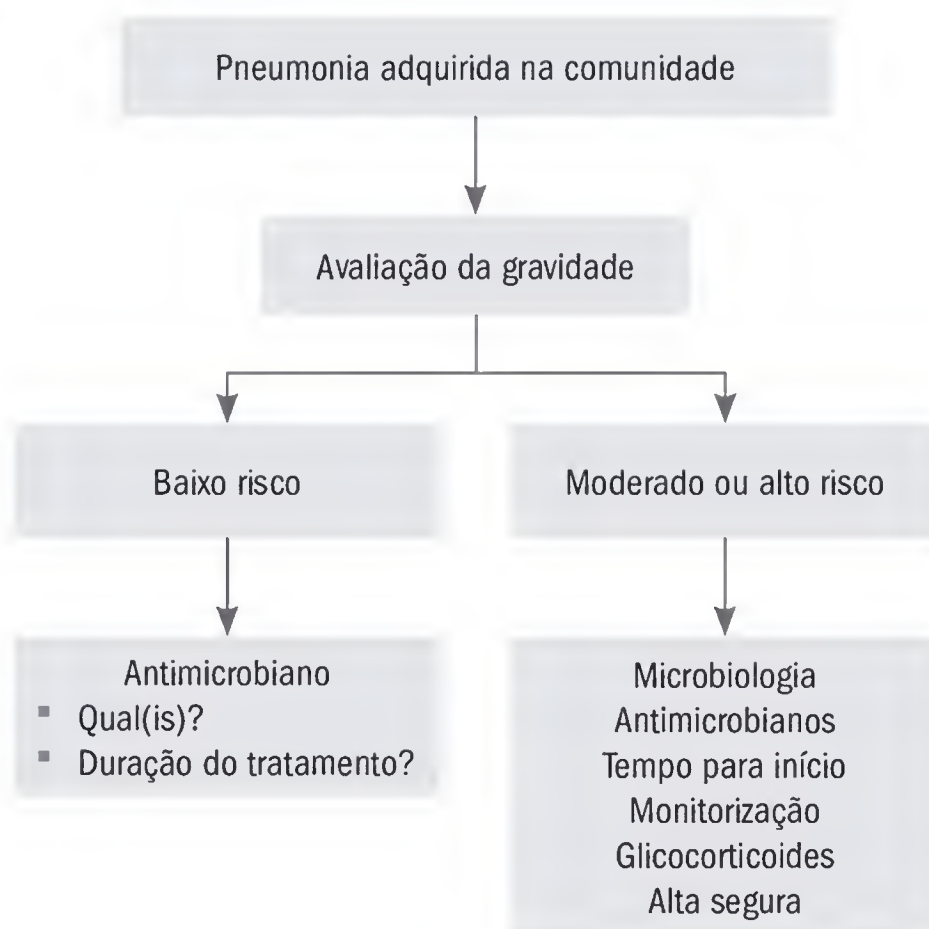 Pneumonia adquirida na comunidade
Avaliação da gravidade
Baixo risco
Moderado ou alto risco
Antimicrobiano
▪ Qual(is)?
▪ Duração do tratamento?
Microbiologia
Antimicrobianos
Tempo para início
Monitorização
Glicocorticoides
Alta segura